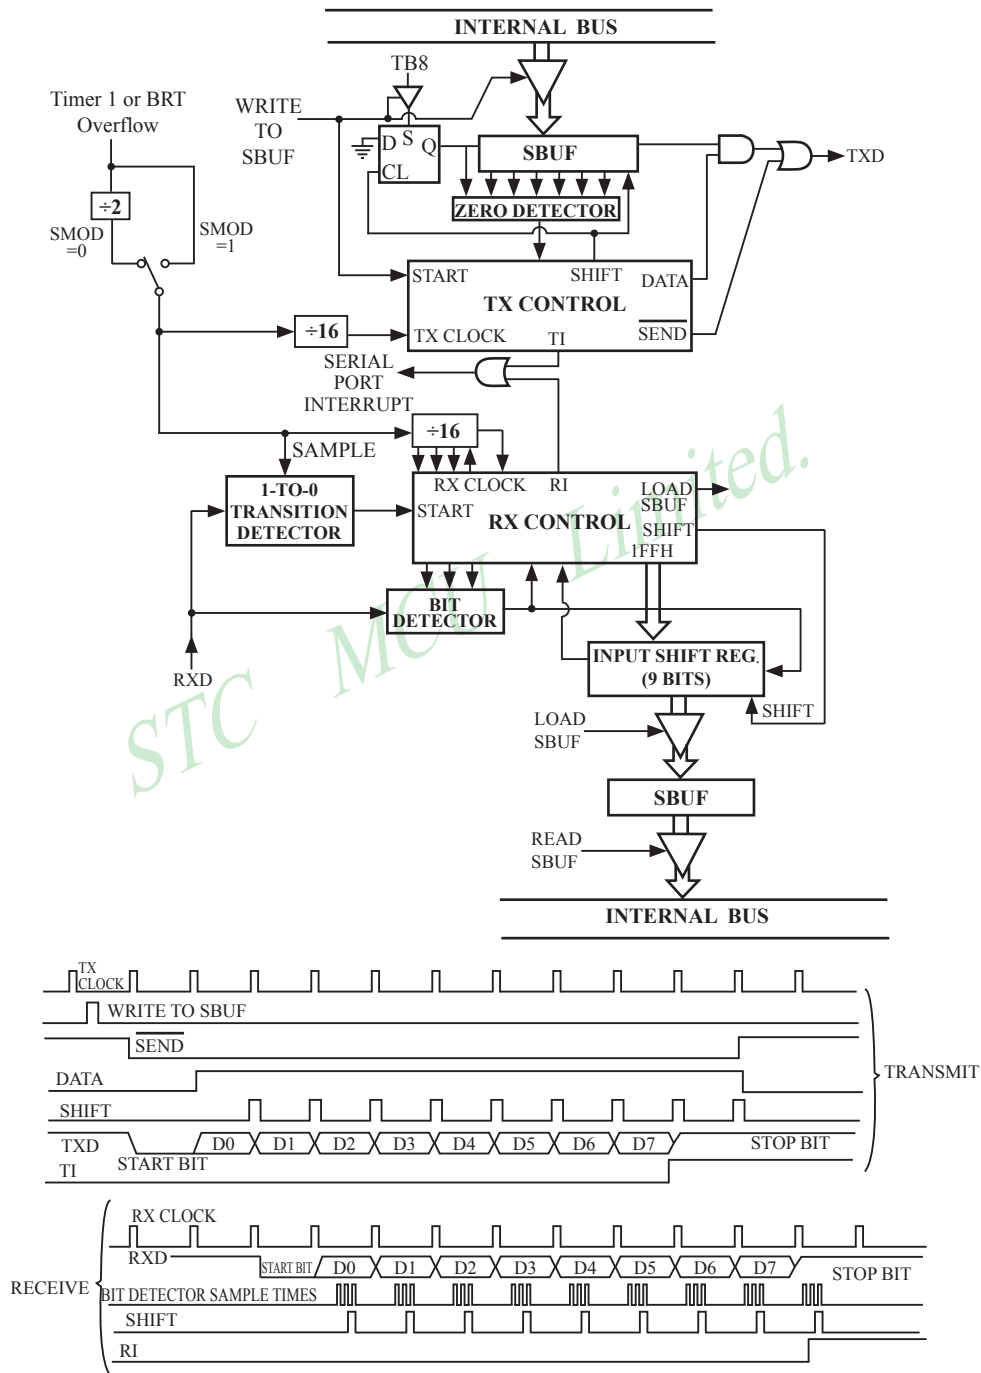 INTERNAL BUS
TB8
Timer 1 or BRT
Overflow
WRITE
TO
SBUF
D S Q
CL
SBUF
TXD
÷2
ZERO DETECTOR
SMOD
=0
SMOD
=1
START
SHIFT
DATA
TX CONTROL
SEND
÷16
TX CLOCK
TI
SERIAL
PORT
INTERRUPT
÷16
SAMPLE
1-TO-0
TRANSITION
DETECTOR
RX CLOCK
RI
LOAD
SBUF
START
RX CONTROL
SHIFT
1FFH
BIT
DETECTOR
RXD
INPUT SHIFT REG.
(9 BITS)
SHIFT
LOAD
SBUF
SBUF
READ
SBUF
INTERNAL BUS
STC MCU Limited.
TX
CLOCK
WRITE TO SBUF
SEND
DATA
TRANSMIT
SHIFT
TXD
D0 D1 D2 D3 D4 D5 D6 D7
STOP BIT
START BIT
TI
RX CLOCK
RXD
START BIT D0 D1 D2 D3 D4 D5 D6 D7
STOP BIT
RECEIVE
BIT DETECTOR SAMPLE TIMES
SHIFT
RI